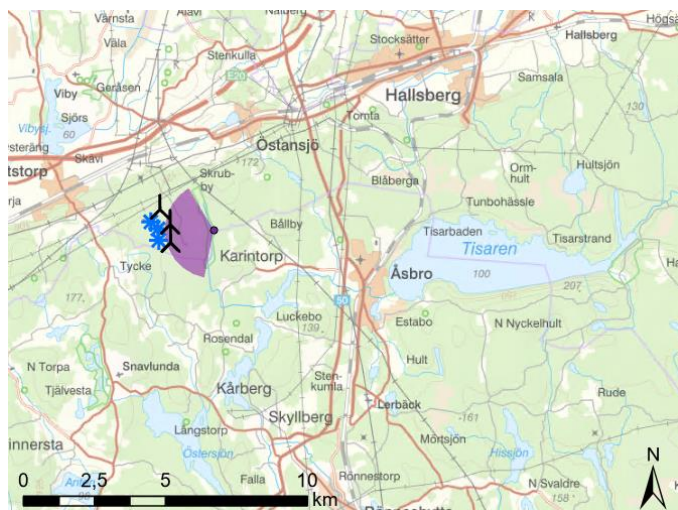 Värnsta
Alavi
Natberg
Högsä
Väla
Stenkulla
Stocksätter
Hallsberg
R
E20
Viby
Geråsen
Hallsberg
Samsala
Sjörs
130
Vibysj.
60
Tomta
ysteräng
Skävi
Östansjö
172
Orm-
hult
Hultsjön
tstorp
Skrub-
by
Blåberga
Tunbohässle
rja
Bållby
Tisarbaden
Tisarstrand
Tisaren
Karintorp
Tycke
Åsbro
100
207
177
50
Luckebo
139
Estabo
N Nyckelhult
Rosendal
N Torpa
Snavlunda
Hult
Tjälvesta
Kårberg
Sten-
kumla
Rude
Lerbäck
161
Skyllberg
innersta
Långstorp
Mörtsjön
Östersjön
Hissjön
N
Falla
Rönnestorp
N Svaldre
158
0
2,5
5
10
km